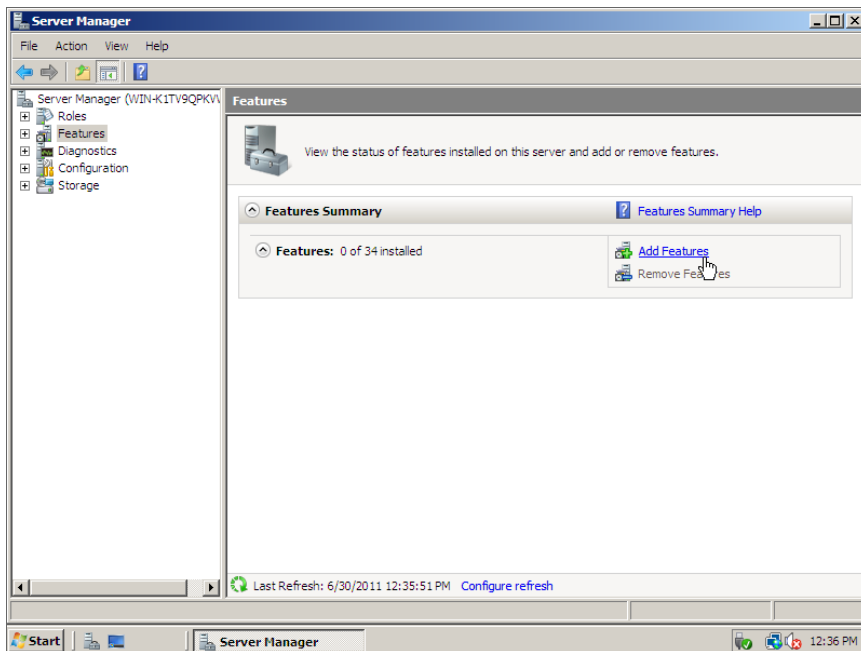 Server Manager
File Action View Help
Server Manager (WIN-K1TV9QPKV
Roles
Features
Diagnostics
Configuration
Storage
Features
View the status of features installed on this server and add or remove features.
Features Summary
Features Summary Help
Features: 0 of 34 installed
Add Features
Remove Features
Last Refresh: 6/30/2011 12:35:51 PM Configure refresh
Start
Server Manager
12:36 PM